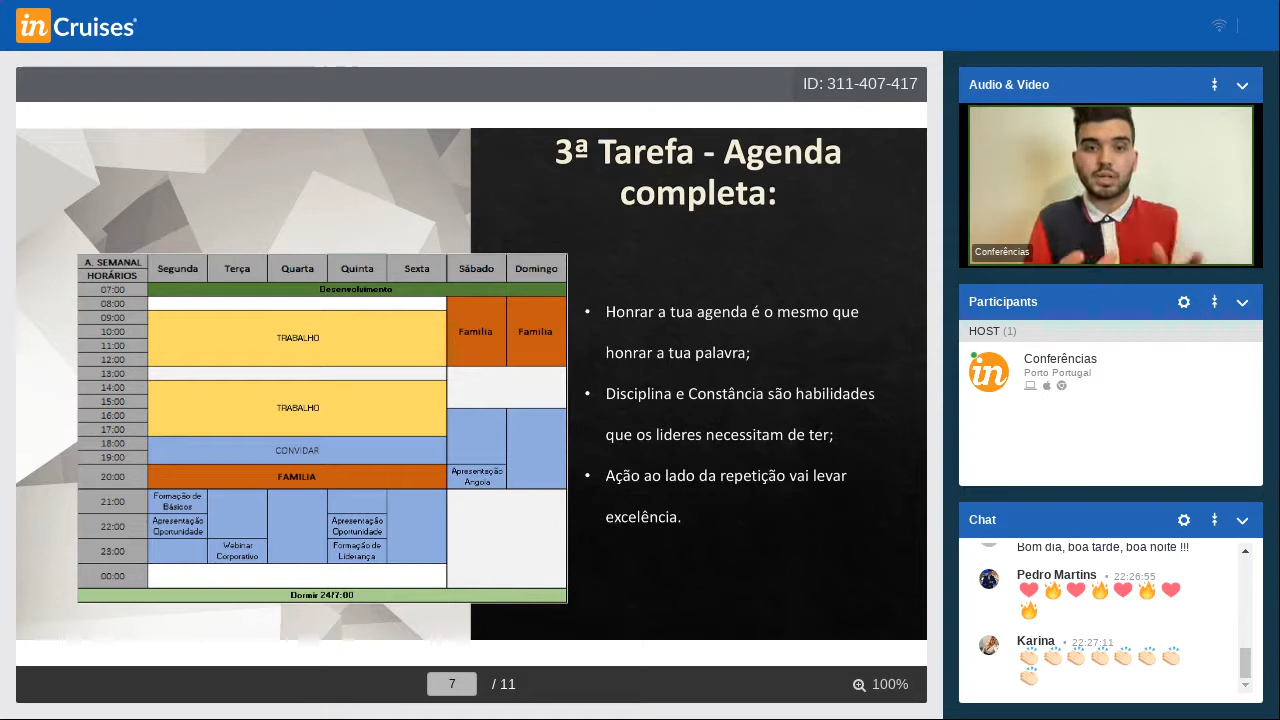 inCruises®
ID: 311-407-417
3ª Tarefa - Agenda
completa:
A. SEMANAL
HORÁRIOS
Segunda
Terça
Quarta
Quinta
Sexta
Sábado
Domingo
07:00
Desenvolvimento
08:00
09:00
10:00
11:00
12:00
TRABALHO
Familia
Familia
13:00
14:00
15:00
16:00
17:00
TRABALHO
18:00
19:00
CONVIDAR
20:00
FAMILIA
Apresentação
Angola
21:00
Formação de
Básicos
22:00
Apresentação
Oportunidade
Apresentação
Oportunidade
23:00
Webinar
Corporativo
Formação de
Liderança
00:00
Dormir 24/7:00
• Honrar a tua agenda é o mesmo que
honrar a tua palavra;
• Disciplina e Constância são habilidades
que os lideres necessitam de ter;
• Ação ao lado da repetição vai levar
excelência.
7 / 11
100%
Audio & Video
Conferências
Participants
HOST (1)
in
Conferências
Porto Portugal
Chat
Bom dia, boa tarde, boa noite !!!
Pedro Martins • 22:26:55
Karina • 22:27:11